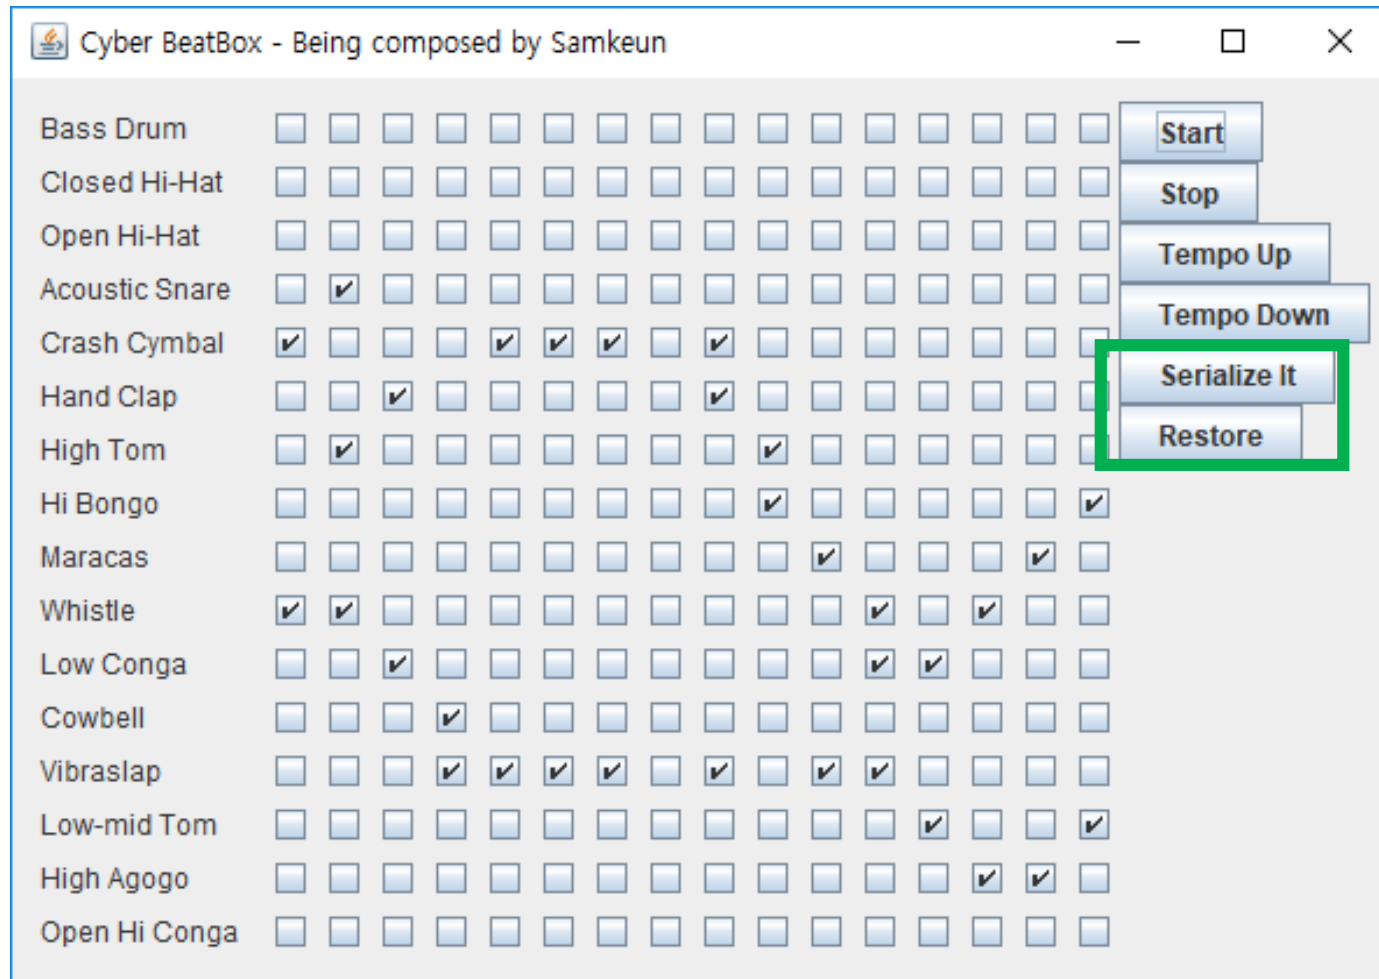 Cyber BeatBox - Being composed by Samkeun
Bass Drum
Closed Hi-Hat
Open Hi-Hat
Acoustic Snare
Crash Cymbal
Hand Clap
High Tom
Hi Bongo
Maracas
Whistle
Low Conga
Cowbell
Vibraslap
Low-mid Tom
High Agogo
Open Hi Conga
Start
Stop
Tempo Up
Tempo Down
Serialize It
Restore